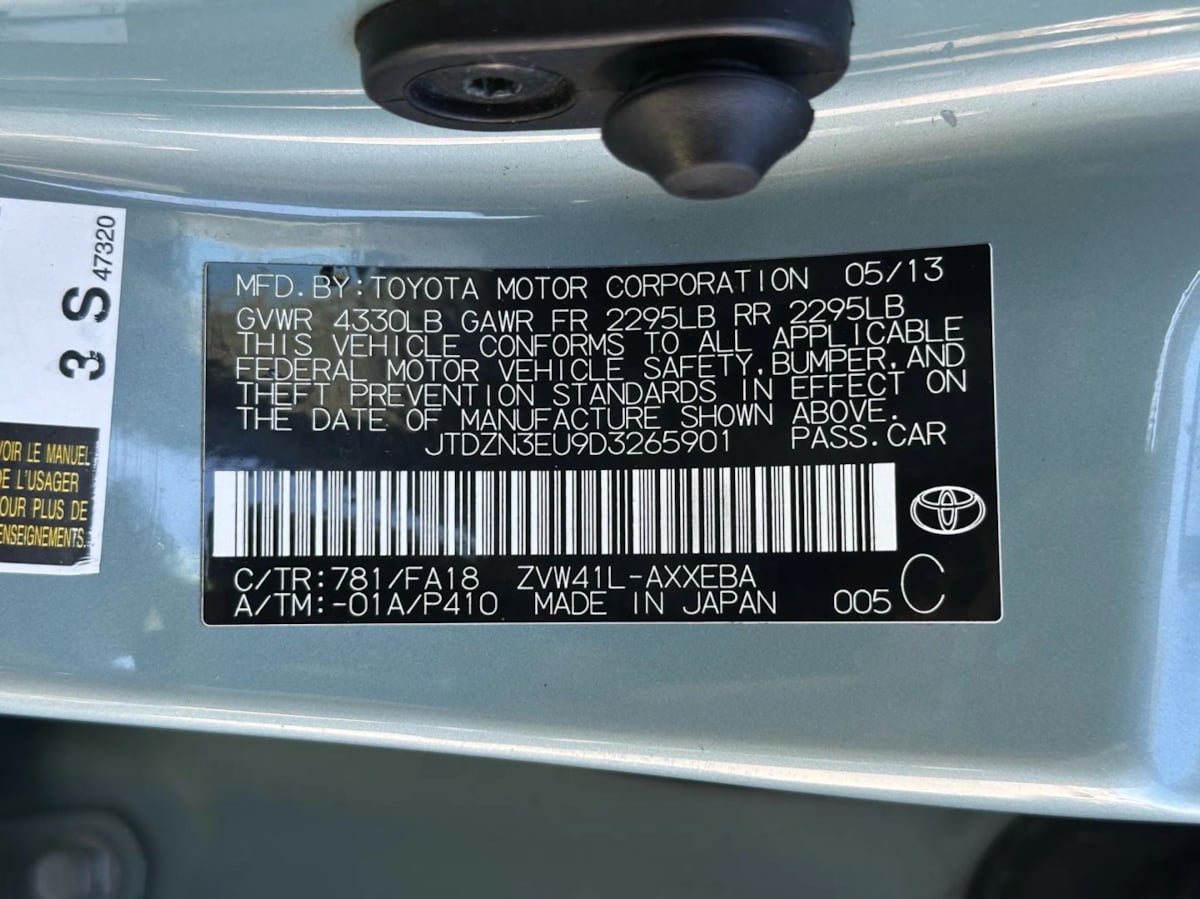 3 S 47320
VOIR LE MANUEL
DE L'USAGER
POUR PLUS DE
RENSEIGNEMENTS.
MFD. BY: TOYOTA MOTOR CORPORATION 05/13
GVWR 4330LB GAWR FR 2295LB RR 2295LB
THIS VEHICLE CONFORMS TO ALL APPLICABLE
FEDERAL MOTOR VEHICLE SAFETY, BUMPER, AND
THEFT PREVENTION STANDARDS IN EFFECT ON
THE DATE OF MANUFACTURE SHOWN ABOVE.
JTDZN3EU9D3265901 PASS. CAR
C/TR: 781/FA18 ZVW41L-AXXEBA
A/TM: -01A/P410 MADE IN JAPAN 005 C